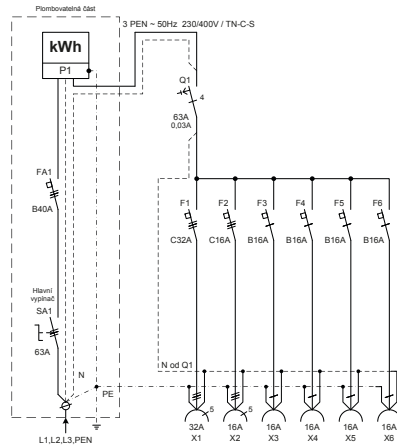 Plombovatelná část
3 PEN ~ 50Hz 230/400V / TN-C-S
kWh
P1
Q1
4
63A
0,03A
FA1
B40A
F1 F2 F3 F4 F5 F6
C32A C16A B16A B16A B16A B16A
Hlavní
vypínač
SA1
63A
N
N od Q1
PE
5 5
32A 16A 16A 16A 16A 16A
X1 X2 X3 X4 X5 X6
L1,L2,L3,PEN